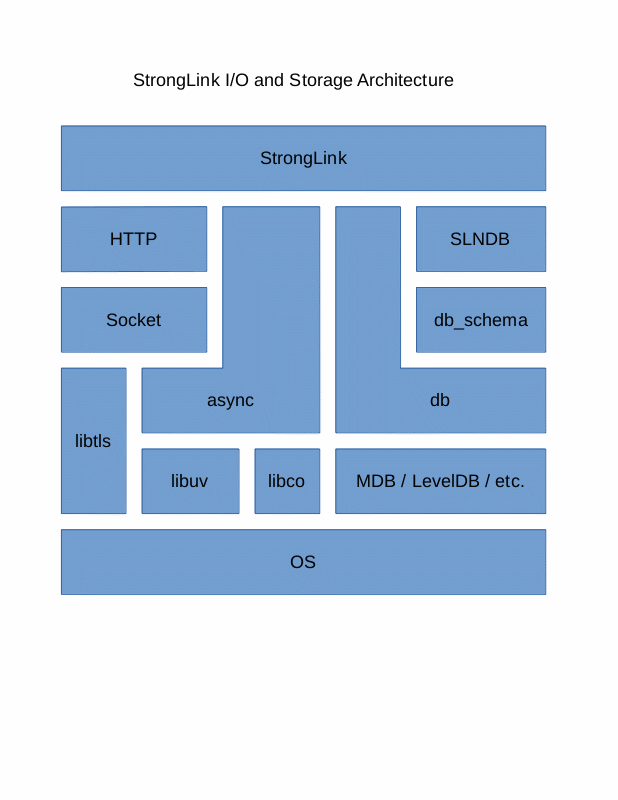 StrongLink I/O and Storage Architecture
StrongLink
HTTP
SLNDB
Socket
db_schema
async
db
libtls
libuv
libco
MDB / LevelDB / etc.
OS